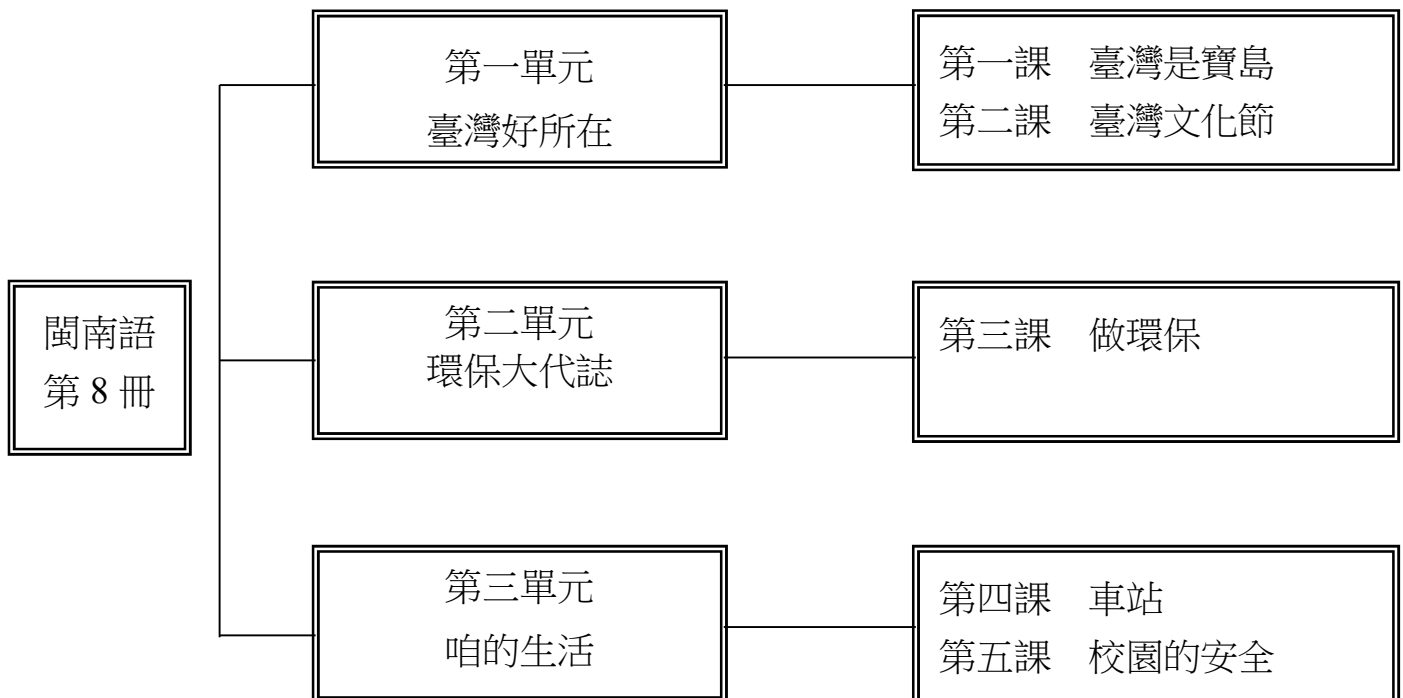 閩南語
第 8 冊
第一單元
臺灣好所在
第一課　臺灣是寶島
第二課　臺灣文化節
第二單元
環保大代誌
第三課　做環保
第三單元
咱的生活
第四課　車站
第五課　校園的安全